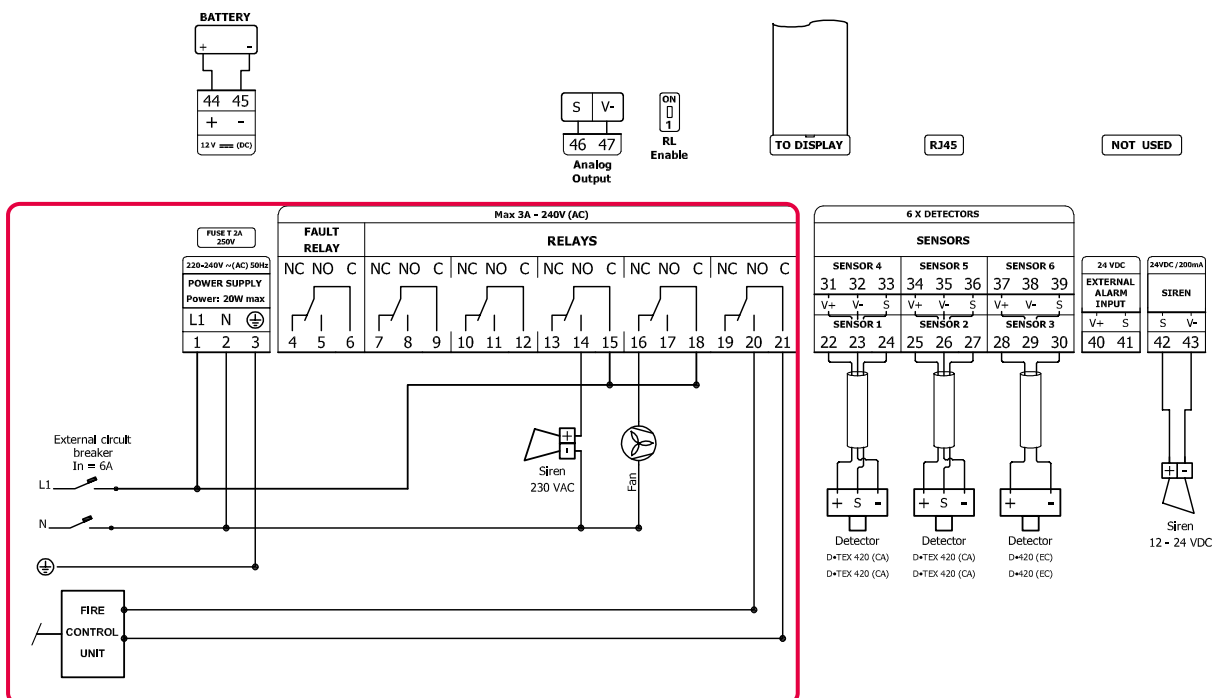 BATTERY
+ -
44 45
+ -
12 V (DC)
S V-
46 47
Analog
Output
ON
1
RL
Enable
TO DISPLAY
RJ45
NOT USED
FUSE T 2A
250V
220-240V ~(AC) 50Hz
POWER SUPPLY
Power: 20W max
L1 N
1 2 3
Max 3A - 240V (AC)
FAULT
RELAY
RELAYS
NC NO C NC NO C NC NO C NC NO C NC NO C NC NO C
4 5 6 7 8 9 10 11 12 13 14 15 16 17 18 19 20 21
6 X DETECTORS
SENSORS
SENSOR 4 SENSOR 5 SENSOR 6
31 32 33 34 35 36 37 38 39
V+ V- S V+ V- S V+ V- S
SENSOR 1 SENSOR 2 SENSOR 3
22 23 24 25 26 27 28 29 30
24 VDC
EXTERNAL
ALARM
INPUT
V+ S
40 41
24VDC/200mA
SIREN
S V-
42 43
External circuit
breaker
In = 6A
L1
N
+
-
Siren
230 VAC
Fan
FIRE
CONTROL
UNIT
+ S -
Detector
D•TEX 420 (CA)
D•TEX 420 (CA)
+ S -
Detector
D•TEX 420 (CA)
D•TEX 420 (CA)
+ -
Detector
D•420 (EC)
D•420 (EC)
+ -
Siren
12 - 24 VDC